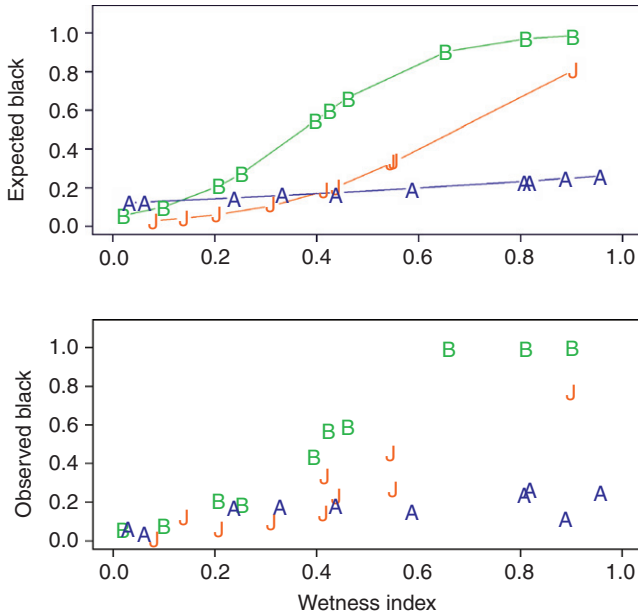 Expected black
1.0
0.8
0.6
0.4
0.2
0.0
B B B B B B B B B B
J J J J J J J J J
A A A A A A A A A A
0.0 0.2 0.4 0.6 0.8 1.0
Observed black
1.0
0.8
0.6
0.4
0.2
0.0
B B B B B B B B B B
J J J J J J J J J J
A A A A A A A A A A
0.0 0.2 0.4 0.6 0.8 1.0
Wetness index